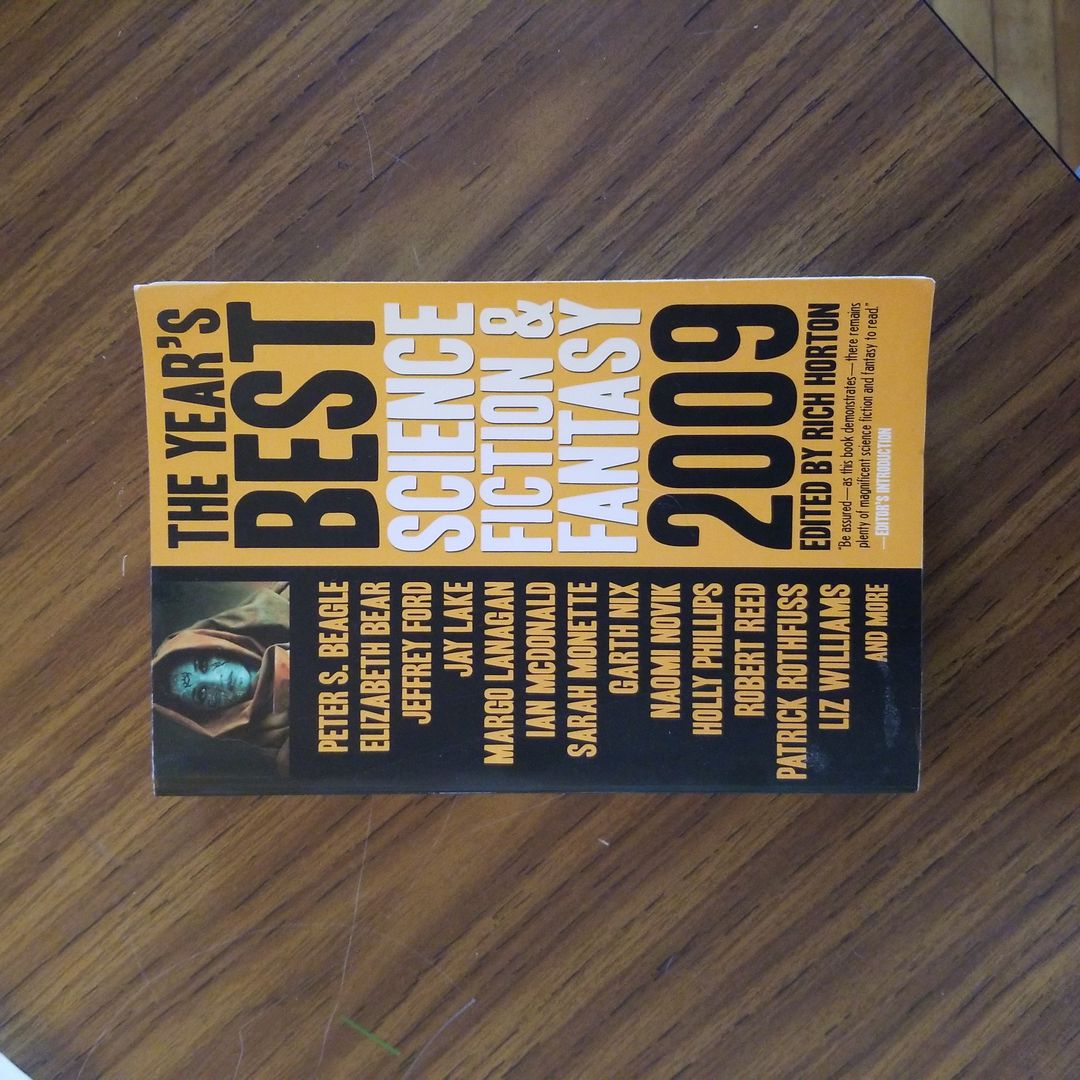 THE YEAR'S
BEST
SCIENCE
FICTION &
FANTASY
2009
EDITED BY RICH HORTON
"Be assured—as this book demonstrates—there remains
plenty of magnificent science fiction and fantasy to read."
—EDITOR'S INTRODUCTION
PETER S. BEAGLE
ELIZABETH BEAR
JEFFREY FORD
JAY LAKE
MARGO LANAGAN
IAN MCDONALD
SARAH MONETTE
GARTH NIX
NAOMI NOVIK
HOLLY PHILLIPS
ROBERT REED
PATRICK ROTHFUSS
LIZ WILLIAMS
AND MORE